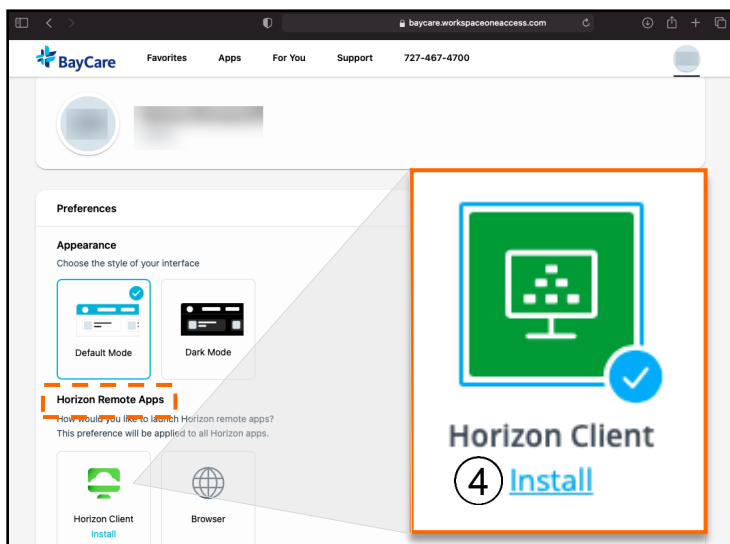 baycare.workspaceoneaccess.com
BayCare Favorites Apps For You Support 727-467-4700
Preferences
Appearance
Choose the style of your interface
Default Mode Dark Mode
Horizon Remote Apps
How would you like to launch Horizon remote apps?
This preference will be applied to all Horizon apps.
Horizon Client Browser
Install
Horizon Client
4 Install